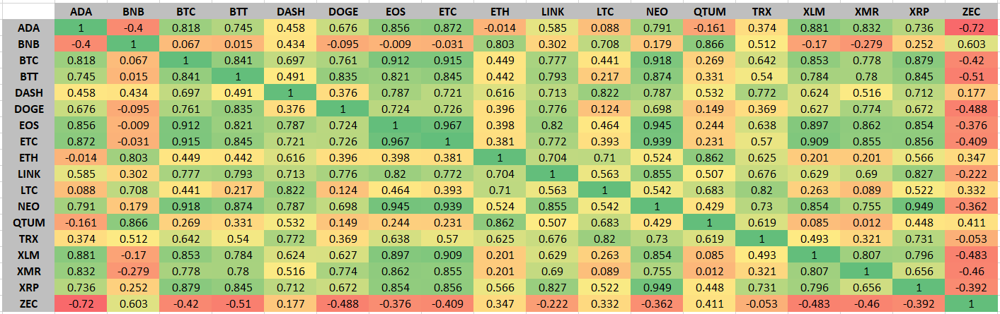 ADA BNB BTC BTT DASH DOGE EOS ETC ETH LINK LTC NEO QTUM TRX XLM XMR XRP ZEC
ADA 1 -0.4 0.818 0.745 0.458 0.676 0.856 0.872 -0.014 0.585 0.088 0.791 -0.161 0.374 0.881 0.832 0.736 -0.72
BNB -0.4 1 0.067 0.015 0.434 -0.095 -0.009 -0.031 0.803 0.302 0.708 0.179 0.866 0.512 -0.17 -0.279 0.252 0.603
BTC 0.818 0.067 1 0.841 0.697 0.761 0.912 0.915 0.449 0.777 0.441 0.918 0.269 0.642 0.853 0.778 0.879 -0.42
BTT 0.745 0.015 0.841 1 0.491 0.835 0.821 0.845 0.442 0.793 0.217 0.874 0.331 0.54 0.784 0.78 0.845 -0.51
DASH 0.458 0.434 0.697 0.491 1 0.376 0.787 0.721 0.616 0.713 0.822 0.787 0.532 0.772 0.624 0.516 0.712 0.177
DOGE 0.676 -0.095 0.761 0.835 0.376 1 0.724 0.726 0.396 0.776 0.124 0.698 0.149 0.369 0.627 0.774 0.672 -0.488
EOS 0.856 -0.009 0.912 0.821 0.787 0.724 1 0.967 0.398 0.82 0.464 0.945 0.244 0.638 0.897 0.862 0.854 -0.376
ETC 0.872 -0.031 0.915 0.845 0.721 0.726 0.967 1 0.381 0.772 0.393 0.939 0.231 0.57 0.909 0.855 0.856 -0.409
ETH -0.014 0.803 0.449 0.442 0.616 0.396 0.398 0.381 1 0.704 0.71 0.524 0.862 0.625 0.201 0.201 0.566 0.347
LINK 0.585 0.302 0.777 0.793 0.713 0.776 0.82 0.772 0.704 1 0.563 0.855 0.507 0.676 0.629 0.69 0.827 -0.222
LTC 0.088 0.708 0.441 0.217 0.822 0.124 0.464 0.393 0.71 0.563 1 0.542 0.683 0.82 0.263 0.089 0.522 0.332
NEO 0.791 0.179 0.918 0.874 0.787 0.698 0.945 0.939 0.524 0.855 0.542 1 0.429 0.73 0.854 0.755 0.949 -0.362
QTUM -0.161 0.866 0.269 0.331 0.532 0.149 0.244 0.231 0.862 0.507 0.683 0.429 1 0.619 0.085 0.012 0.448 0.411
TRX 0.374 0.512 0.642 0.54 0.772 0.369 0.638 0.57 0.625 0.676 0.82 0.73 0.619 1 0.493 0.321 0.731 -0.053
XLM 0.881 -0.17 0.853 0.784 0.624 0.627 0.897 0.909 0.201 0.629 0.263 0.854 0.085 0.493 1 0.807 0.796 -0.483
XMR 0.832 -0.279 0.778 0.78 0.516 0.774 0.862 0.855 0.201 0.69 0.089 0.755 0.012 0.321 0.807 1 0.656 -0.46
XRP 0.736 0.252 0.879 0.845 0.712 0.672 0.854 0.856 0.566 0.827 0.522 0.949 0.448 0.731 0.796 0.656 1 -0.392
ZEC -0.72 0.603 -0.42 -0.51 0.177 -0.488 -0.376 -0.409 0.347 -0.222 0.332 -0.362 0.411 -0.053 -0.483 -0.46 -0.392 1